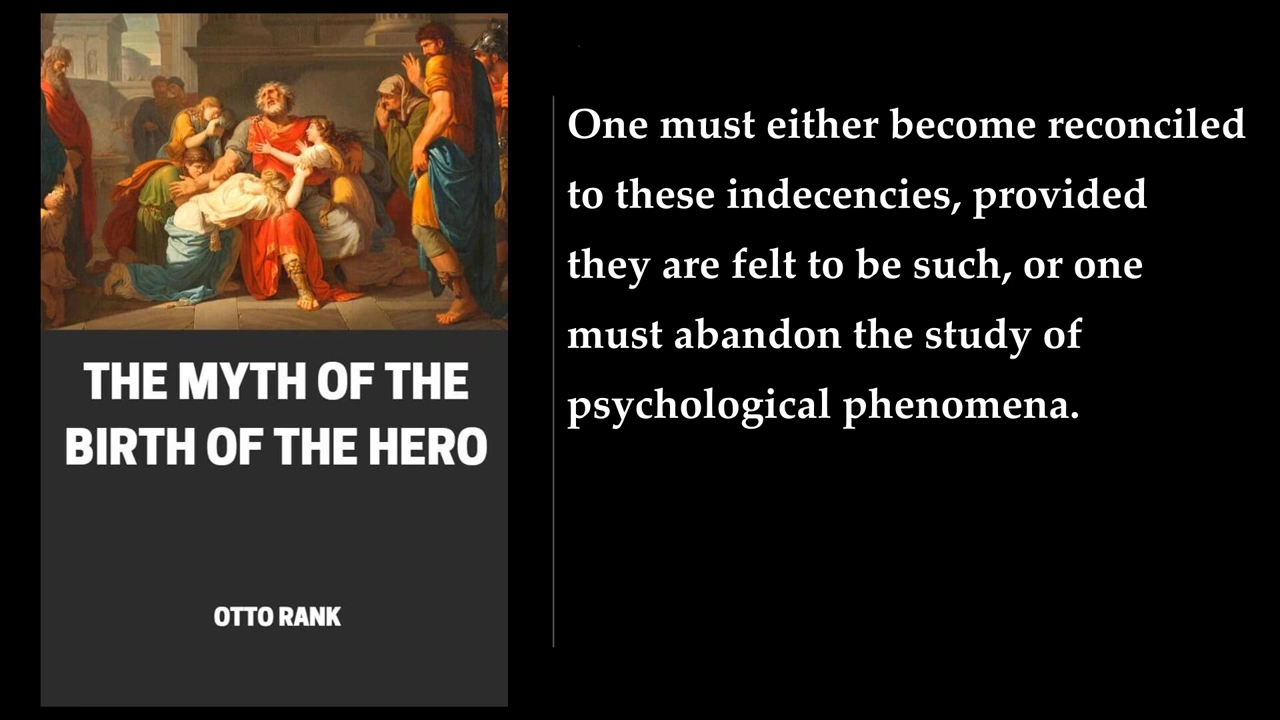 THE MYTH OF THE
BIRTH OF THE HERO
OTTO RANK
One must either become reconciled
to these indecencies, provided
they are felt to be such, or one
must abandon the study of
psychological phenomena.